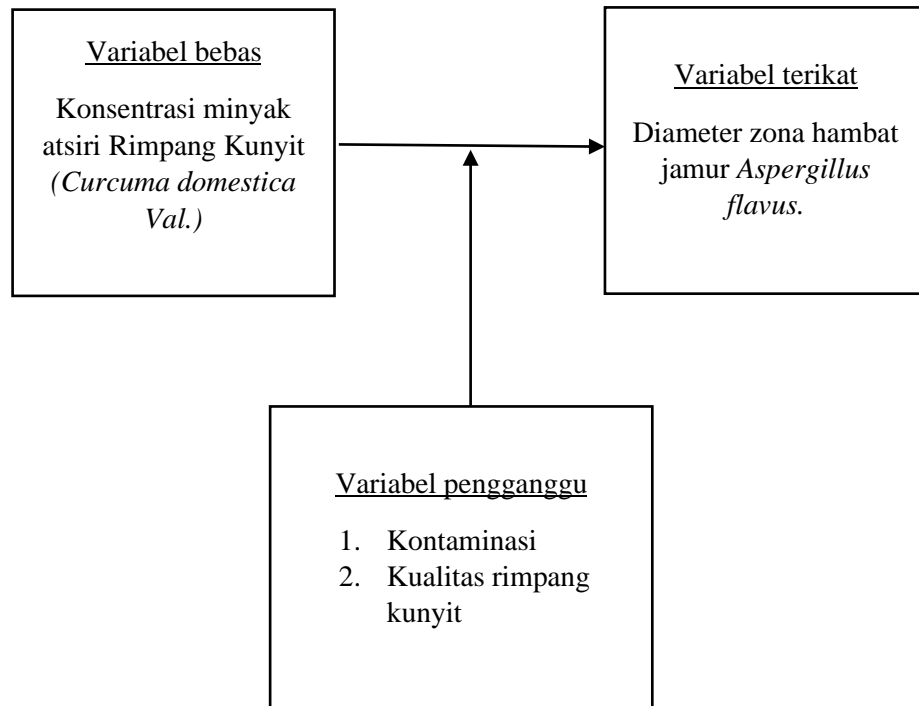 Variabel bebas
Konsentrasi minyak
atsiri Rimpang Kunyit
(Curcuma domestica
Val.)
Variabel terikat
Diameter zona hambat
jamur Aspergillus
flavus.
Variabel pengganggu
1. Kontaminasi
2. Kualitas rimpang
kunyit